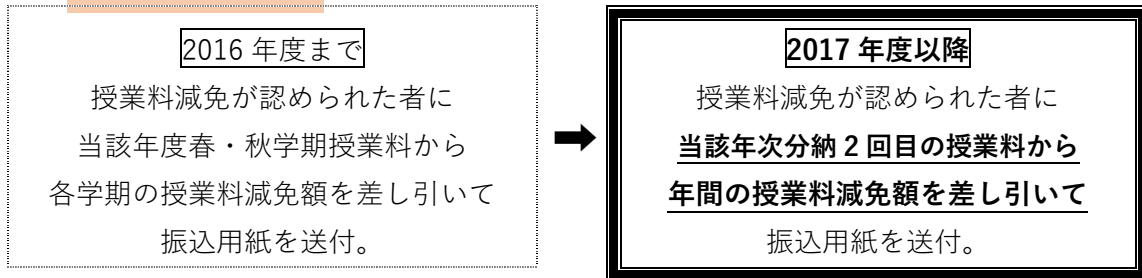 2016 年度まで
授業料減免が認められた者に
当該年度春・秋学期授業料から
各学期の授業料減免額を差し引いて
振込用紙を送付。
➡
2017 年度以降
授業料減免が認められた者に
当該年次分納 2 回目の授業料から
年間の授業料減免額を差し引いて
振込用紙を送付。